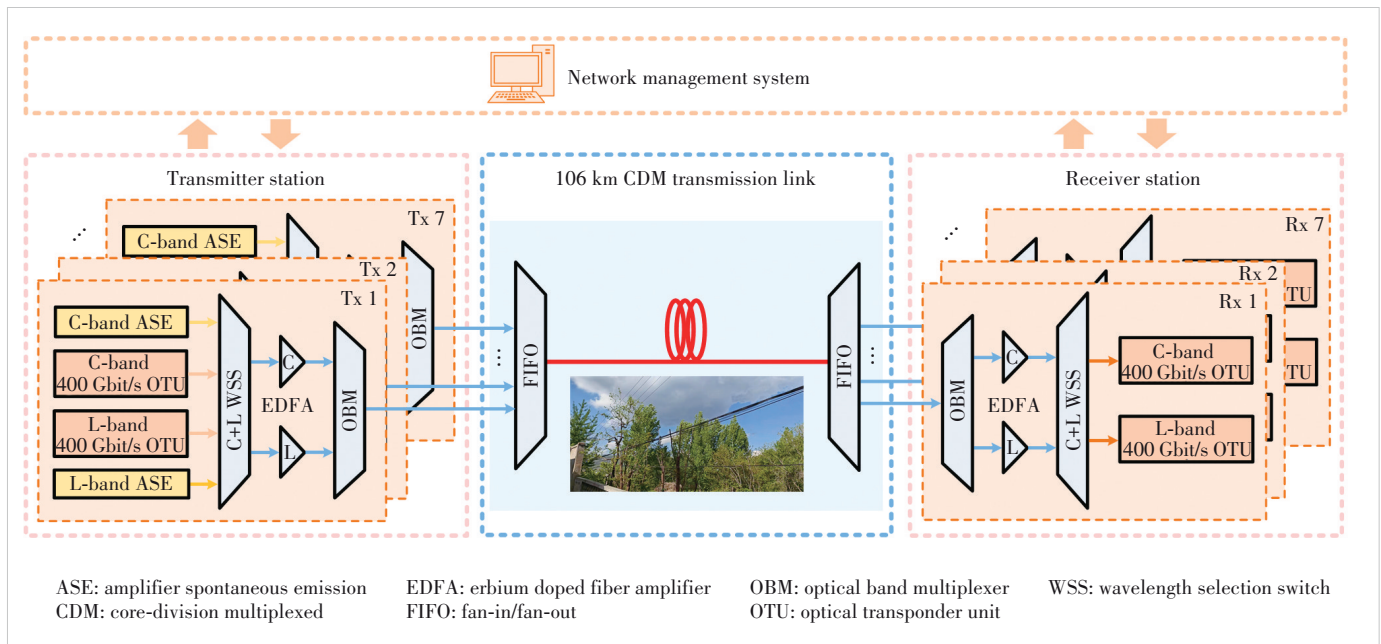 Network management system
Transmitter station
106 km CDM transmission link
Receiver station
Tx 7
C-band ASE
OBM
Tx 2
Tx 1
C-band ASE
C-band
400 Gbit/s OTU
L-band
400 Gbit/s OTU
L-band ASE
C+L WSS
C
EDFA
L
OBM
...
FIFO
...
FIFO
...
...
Rx 7
TU
TU
Rx 2
Rx 1
OBM
C
EDFA
L
C+L WSS
C-band
400 Gbit/s OTU
L-band
400 Gbit/s OTU
ASE: amplifier spontaneous emission
CDM: core-division multiplexed
EDFA: erbium doped fiber amplifier
FIFO: fan-in/fan-out
OBM: optical band multiplexer
OTU: optical transponder unit
WSS: wavelength selection switch